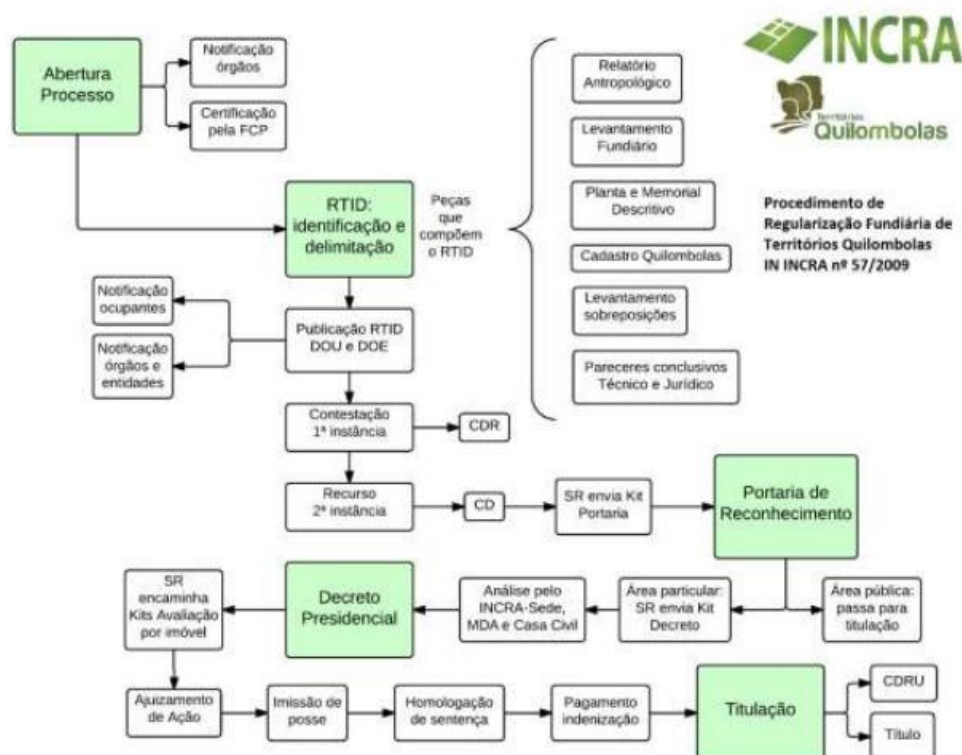 INCRA
Territórios
Quilombolas
Procedimento de
Regularização Fundiária de
Territórios Quilombolas
IN INCRA nº 57/2009
Abertura
Processo
Notificação
órgãos
Certificação
pela FCP
RTID:
identificação e
delimitação
Peças
que
compõem
o RTID
Relatório
Antropológico
Levantamento
Fundiário
Planta e Memorial
Descritivo
Cadastro Quilombolas
Levantamento
sobreposições
Pareceres conclusivos
Técnico e Jurídico
Notificação
ocupantes
Notificação
órgãos e
entidades
Publicação RTID
DOU e DOE
Contestação
1ª instância
CDR
Recurso
2ª instância
CD
SR envia Kit
Portaria
Portaria de
Reconhecimento
Área pública:
passa para
titulação
Área particular:
SR envia Kit
Decreto
Análise pelo
INCRA-Sede,
MDA e Casa Civil
Decreto
Presidencial
SR
encaminha
Kits Avaliação
por imóvel
Ajuizamento
de Ação
Imissão de
posse
Homologação
de sentença
Pagamento
indenização
Titulação
CDRU
Título